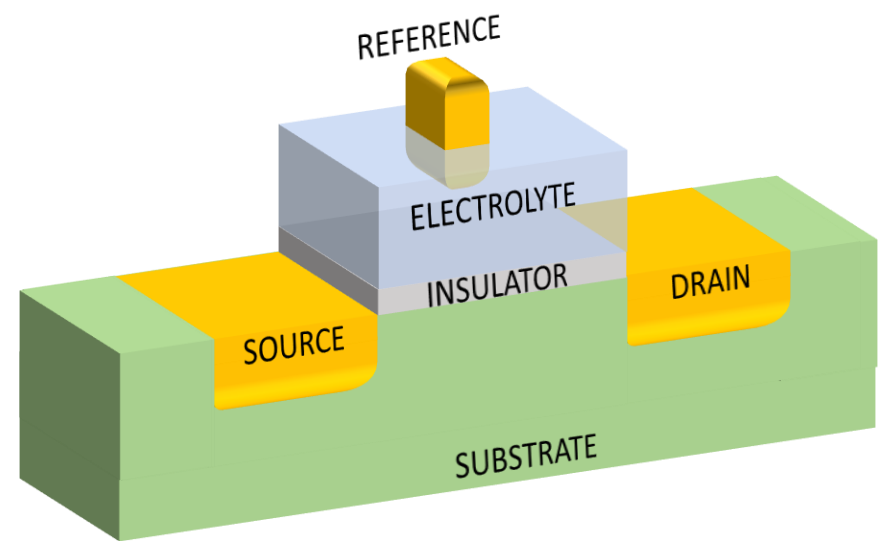 REFERENCE
ELECTROLYTE
INSULATOR
DRAIN
SOURCE
SUBSTRATE